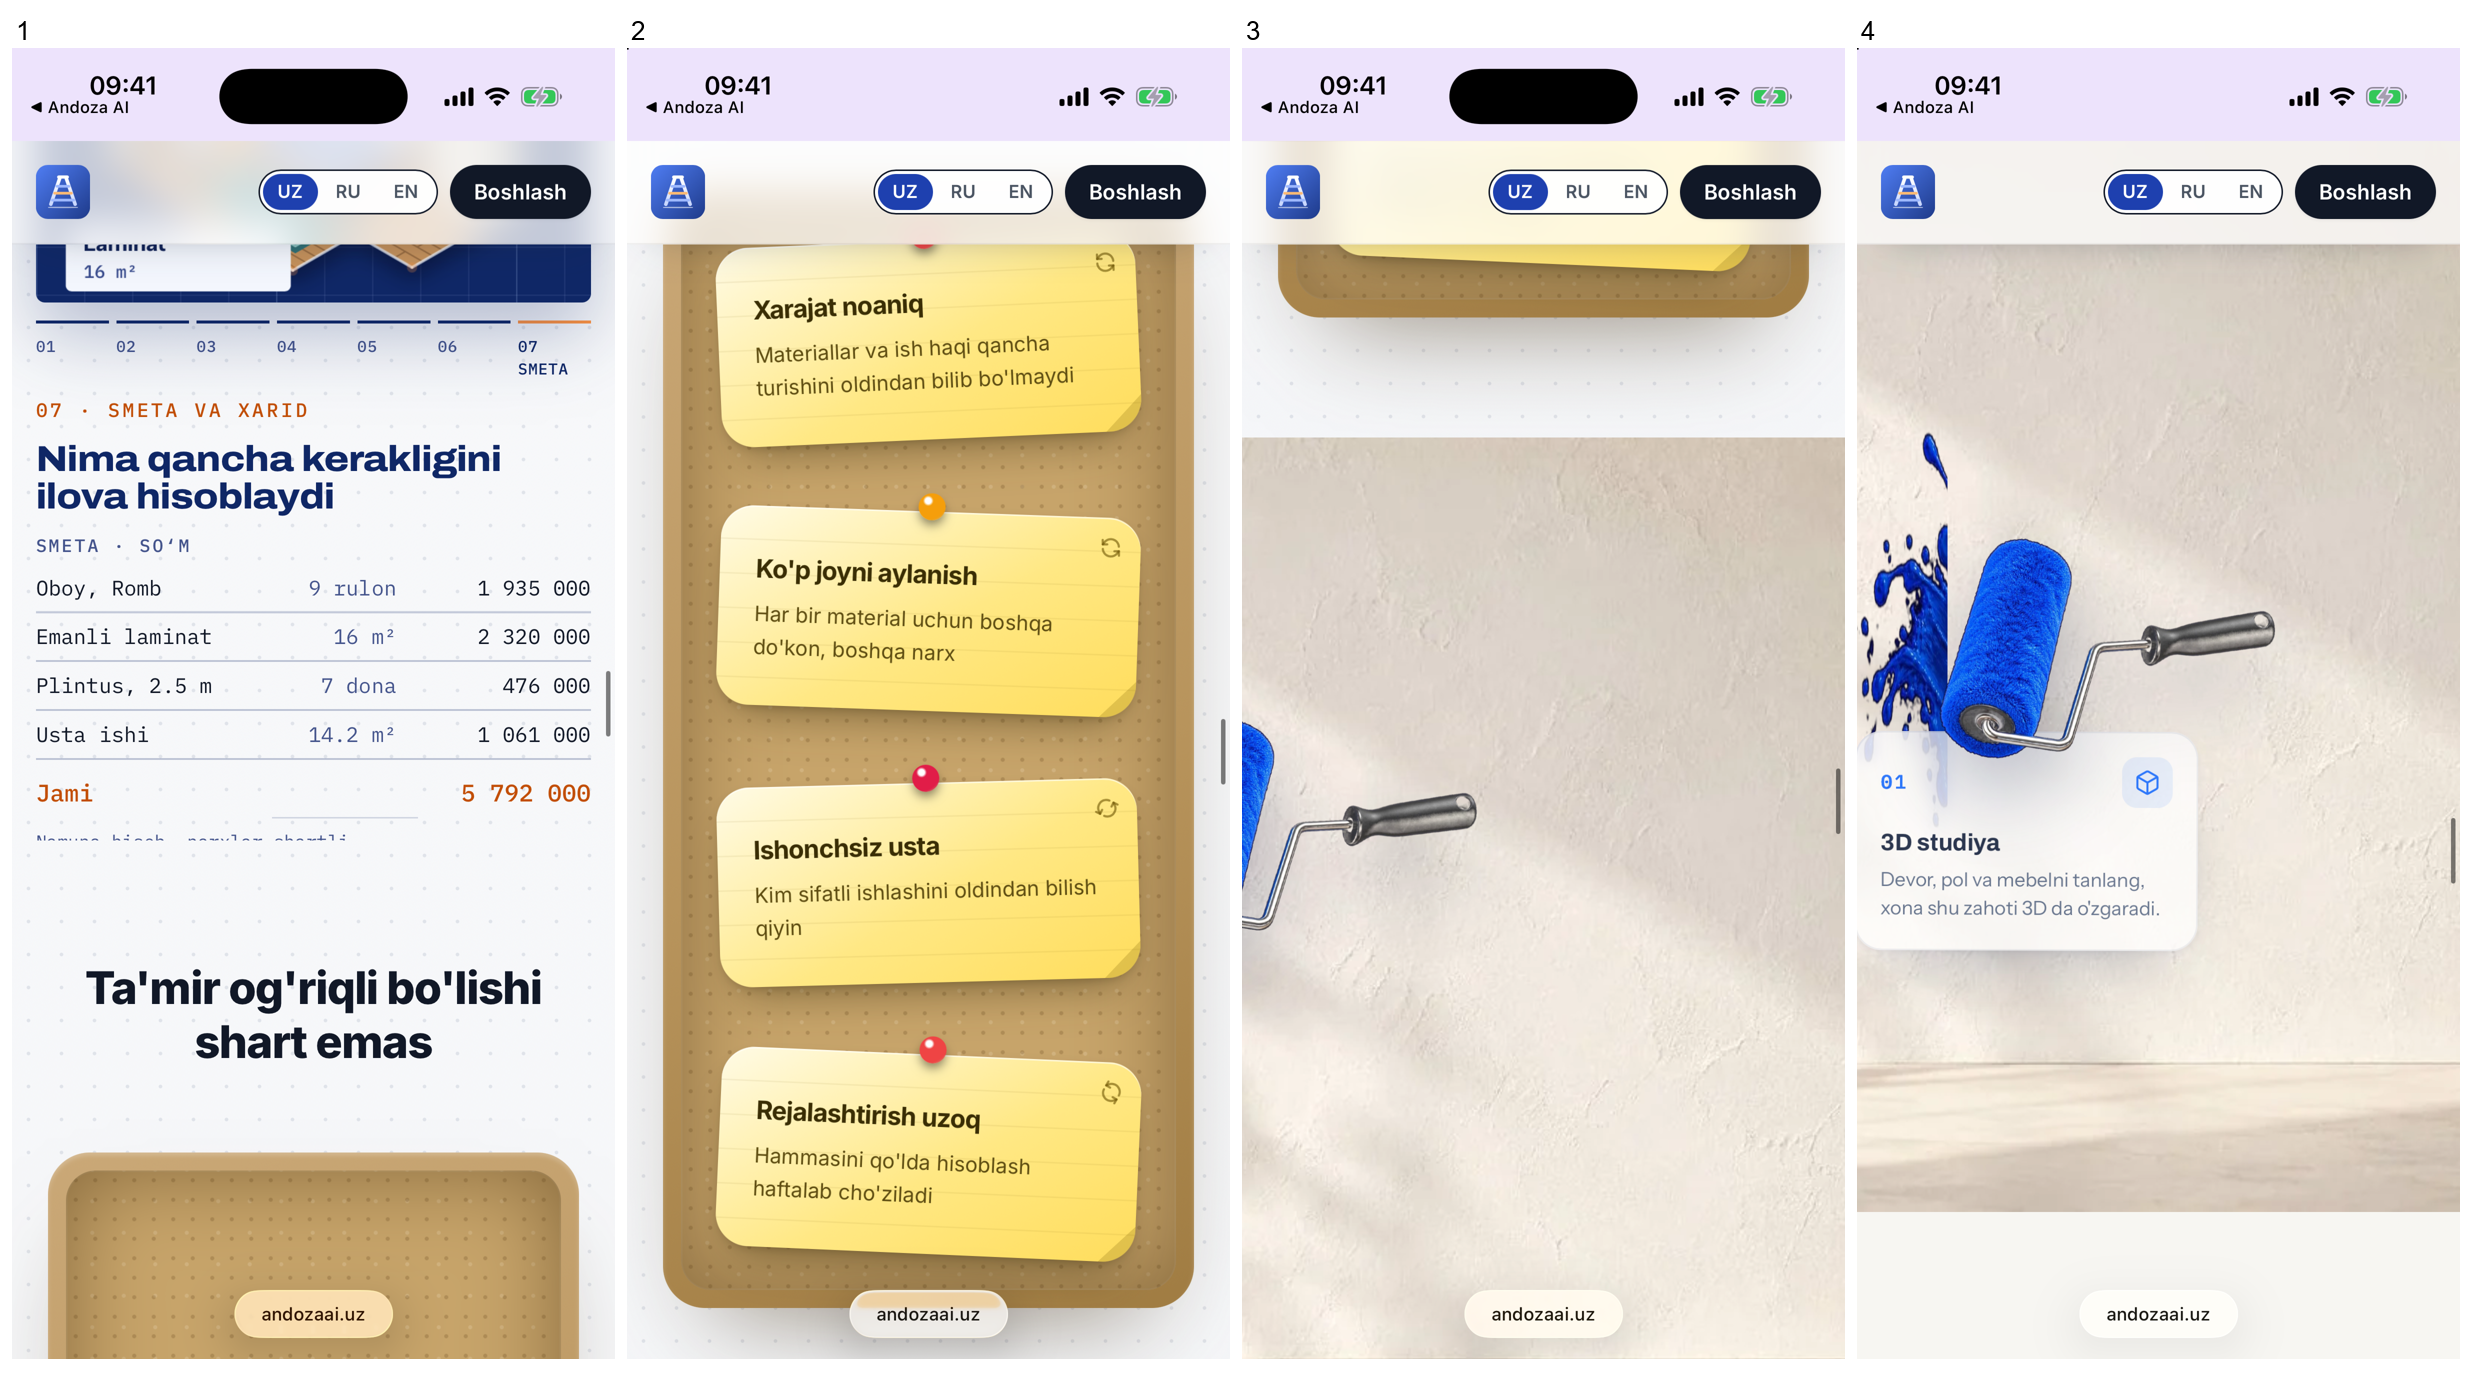 1
09:41
◀ Andoza AI
UZ RU EN Boshlash
Laminat
16 m²
01 02 03 04 05 06 07
SMETA
07 · SMETA VA XARID
Nima qancha kerakligini
ilova hisoblaydi
SMETA · SOʻM
Oboy, Romb 9 rulon 1 935 000
Emanli laminat 16 m² 2 320 000
Plintus, 2.5 m 7 dona 476 000
Usta ishi 14.2 m² 1 061 000
Jami 5 792 000
Namuna hisob, narxlar shartli
Ta'mir og'riqli bo'lishi
shart emas
andozaai.uz
2
09:41
◀ Andoza AI
UZ RU EN Boshlash
Xarajat noaniq
Materiallar va ish haqi qancha
turishini oldindan bilib bo'lmaydi
Ko'p joyni aylanish
Har bir material uchun boshqa
do'kon, boshqa narx
Ishonchsiz usta
Kim sifatli ishlashini oldindan bilish
qiyin
Rejalashtirish uzoq
Hammasini qo'lda hisoblash
haftalab cho'ziladi
andozaai.uz
3
09:41
◀ Andoza AI
UZ RU EN Boshlash
andozaai.uz
4
09:41
◀ Andoza AI
UZ RU EN Boshlash
01
3D studiya
Devor, pol va mebelni tanlang,
xona shu zahoti 3D da o'zgaradi.
andozaai.uz